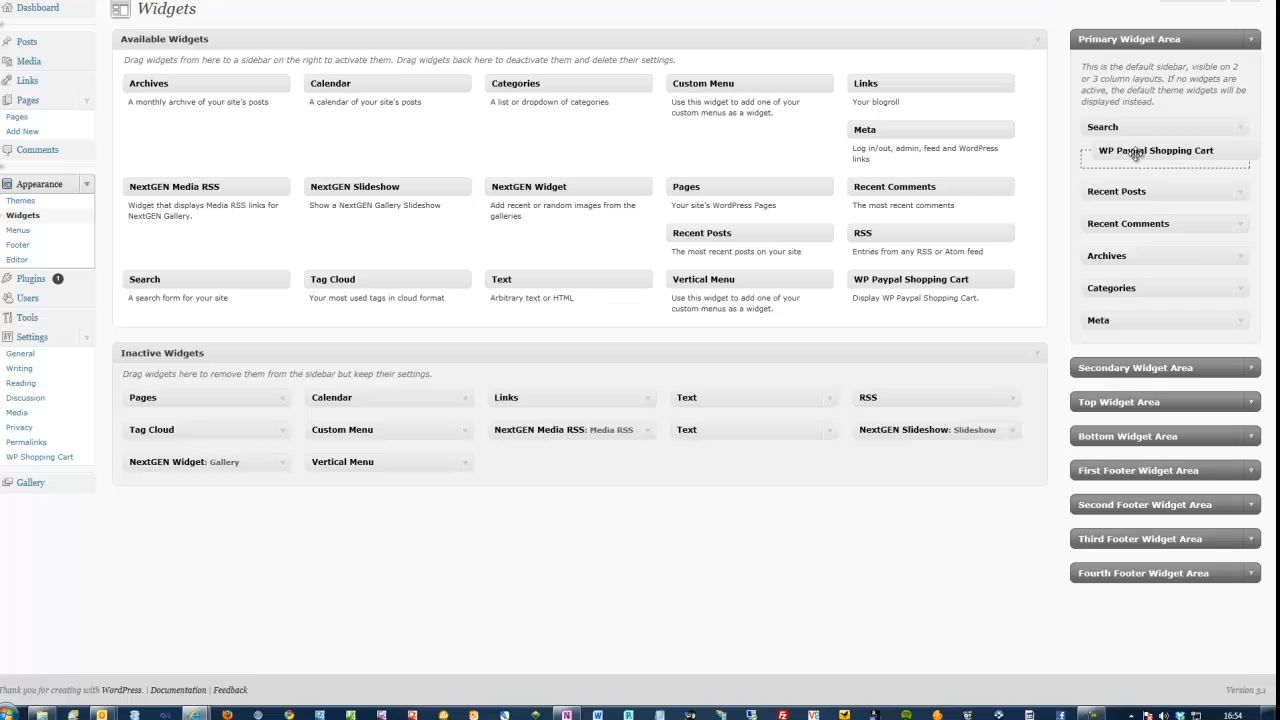 Dashboard
Posts
Media
Links
Pages
Pages
Add New
Comments
Appearance
Themes
Widgets
Menus
Footer
Editor
Plugins 1
Users
Tools
Settings
General
Writing
Reading
Discussion
Media
Privacy
Permalinks
WP Shopping Cart
Gallery
Widgets
Available Widgets
Drag widgets from here to a sidebar on the right to activate them. Drag widgets back here to deactivate them and delete their settings.
Archives
A monthly archive of your site's posts
Calendar
A calendar of your site's posts
Categories
A list or dropdown of categories
Custom Menu
Use this widget to add one of your
custom menus as a widget.
Links
Your blogroll
Meta
Log in/out, admin, feed and WordPress
links
NextGEN Media RSS
Widget that displays Media RSS links for
NextGEN Gallery.
NextGEN Slideshow
Show a NextGEN Gallery Slideshow
NextGEN Widget
Add recent or random images from the
galleries
Pages
Your site's WordPress Pages
Recent Comments
The most recent comments
Recent Posts
The most recent posts on your site
RSS
Entries from any RSS or Atom feed
Search
A search form for your site
Tag Cloud
Your most used tags in cloud format
Text
Arbitrary text or HTML
Vertical Menu
Use this widget to add one of your
custom menus as a widget.
WP Paypal Shopping Cart
Display WP Paypal Shopping Cart.
Inactive Widgets
Drag widgets here to remove them from the sidebar but keep their settings.
Pages
Calendar
Links
Text
RSS
Tag Cloud
Custom Menu
NextGEN Media RSS: Media RSS
Text
NextGEN Slideshow: Slideshow
NextGEN Widget: Gallery
Vertical Menu
Primary Widget Area
This is the default sidebar, visible on 2
or 3 column layouts. If no widgets are
active, the default theme widgets will be
displayed instead.
Search
WP Paypal Shopping Cart
Recent Posts
Recent Comments
Archives
Categories
Meta
Secondary Widget Area
Top Widget Area
Bottom Widget Area
First Footer Widget Area
Second Footer Widget Area
Third Footer Widget Area
Fourth Footer Widget Area
Thank you for creating with WordPress. | Documentation | Feedback
Version 3.1
16:54